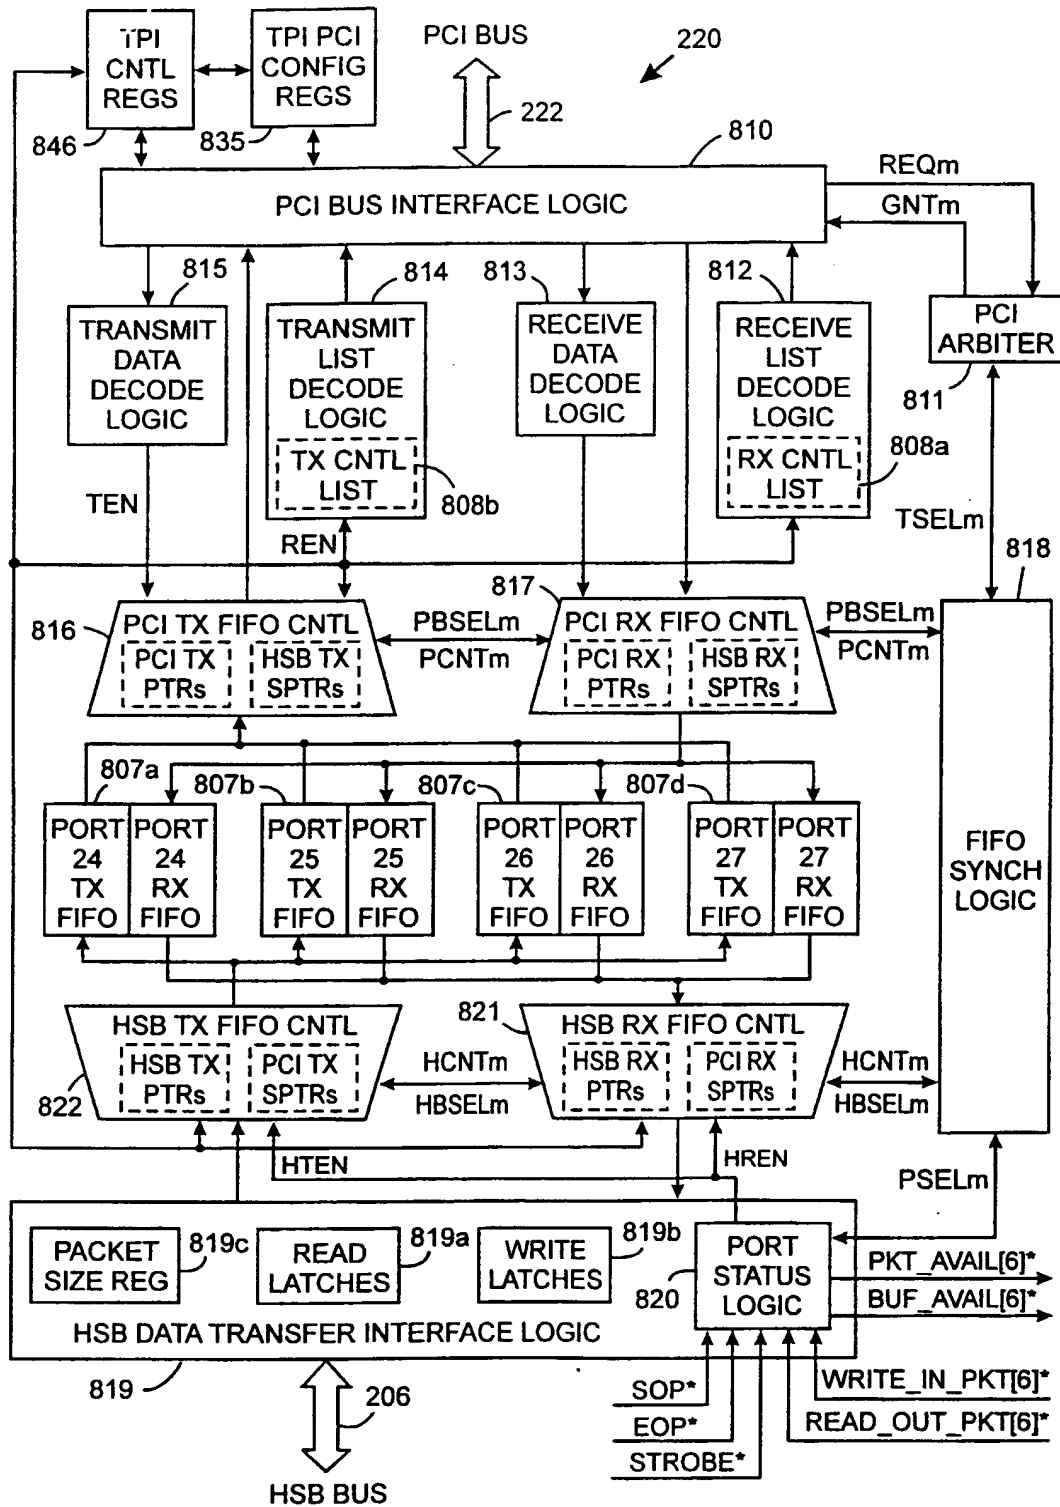 TPI
CNTL
REGS
TPI PCI
CONFIG
REGS
PCI BUS
220
846
835
222
810
PCI BUS INTERFACE LOGIC
REQm
GNTm
815
814
813
812
TRANSMIT
DATA
DECODE
LOGIC
TRANSMIT
LIST
DECODE
LOGIC
TX CNTL
LIST
RECEIVE
DATA
DECODE
LOGIC
RECEIVE
LIST
DECODE
LOGIC
RX CNTL
LIST
PCI
ARBITER
811
808a
808b
TEN
REN
TSELm
818
817
816
PCI TX FIFO CNTL
PCI TX
PTRs
HSB TX
SPTRs
PBSELm
PCNTm
PCI RX FIFO CNTL
PCI RX
PTRs
HSB RX
SPTRs
PBSELm
PCNTm
807a
807b
807c
807d
PORT
24
TX
FIFO
PORT
24
RX
FIFO
PORT
25
TX
FIFO
PORT
25
RX
FIFO
PORT
26
TX
FIFO
PORT
26
RX
FIFO
PORT
27
TX
FIFO
PORT
27
RX
FIFO
FIFO
SYNCH
LOGIC
HSB TX FIFO CNTL
HSB TX
PTRs
PCI TX
SPTRs
822
HCNTm
HBSELm
821
HSB RX FIFO CNTL
HSB RX
PTRs
PCI RX
SPTRs
HCNTm
HBSELm
HTEN
HREN
PSELm
PACKET
SIZE REG
819c
READ
LATCHES
819a
WRITE
LATCHES
819b
820
PORT
STATUS
LOGIC
PKT_AVAIL[6]*
BUF_AVAIL[6]*
HSB DATA TRANSFER INTERFACE LOGIC
819
206
SOP*
EOP*
STROBE*
WRITE_IN_PKT[6]*
READ_OUT_PKT[6]*
HSB BUS